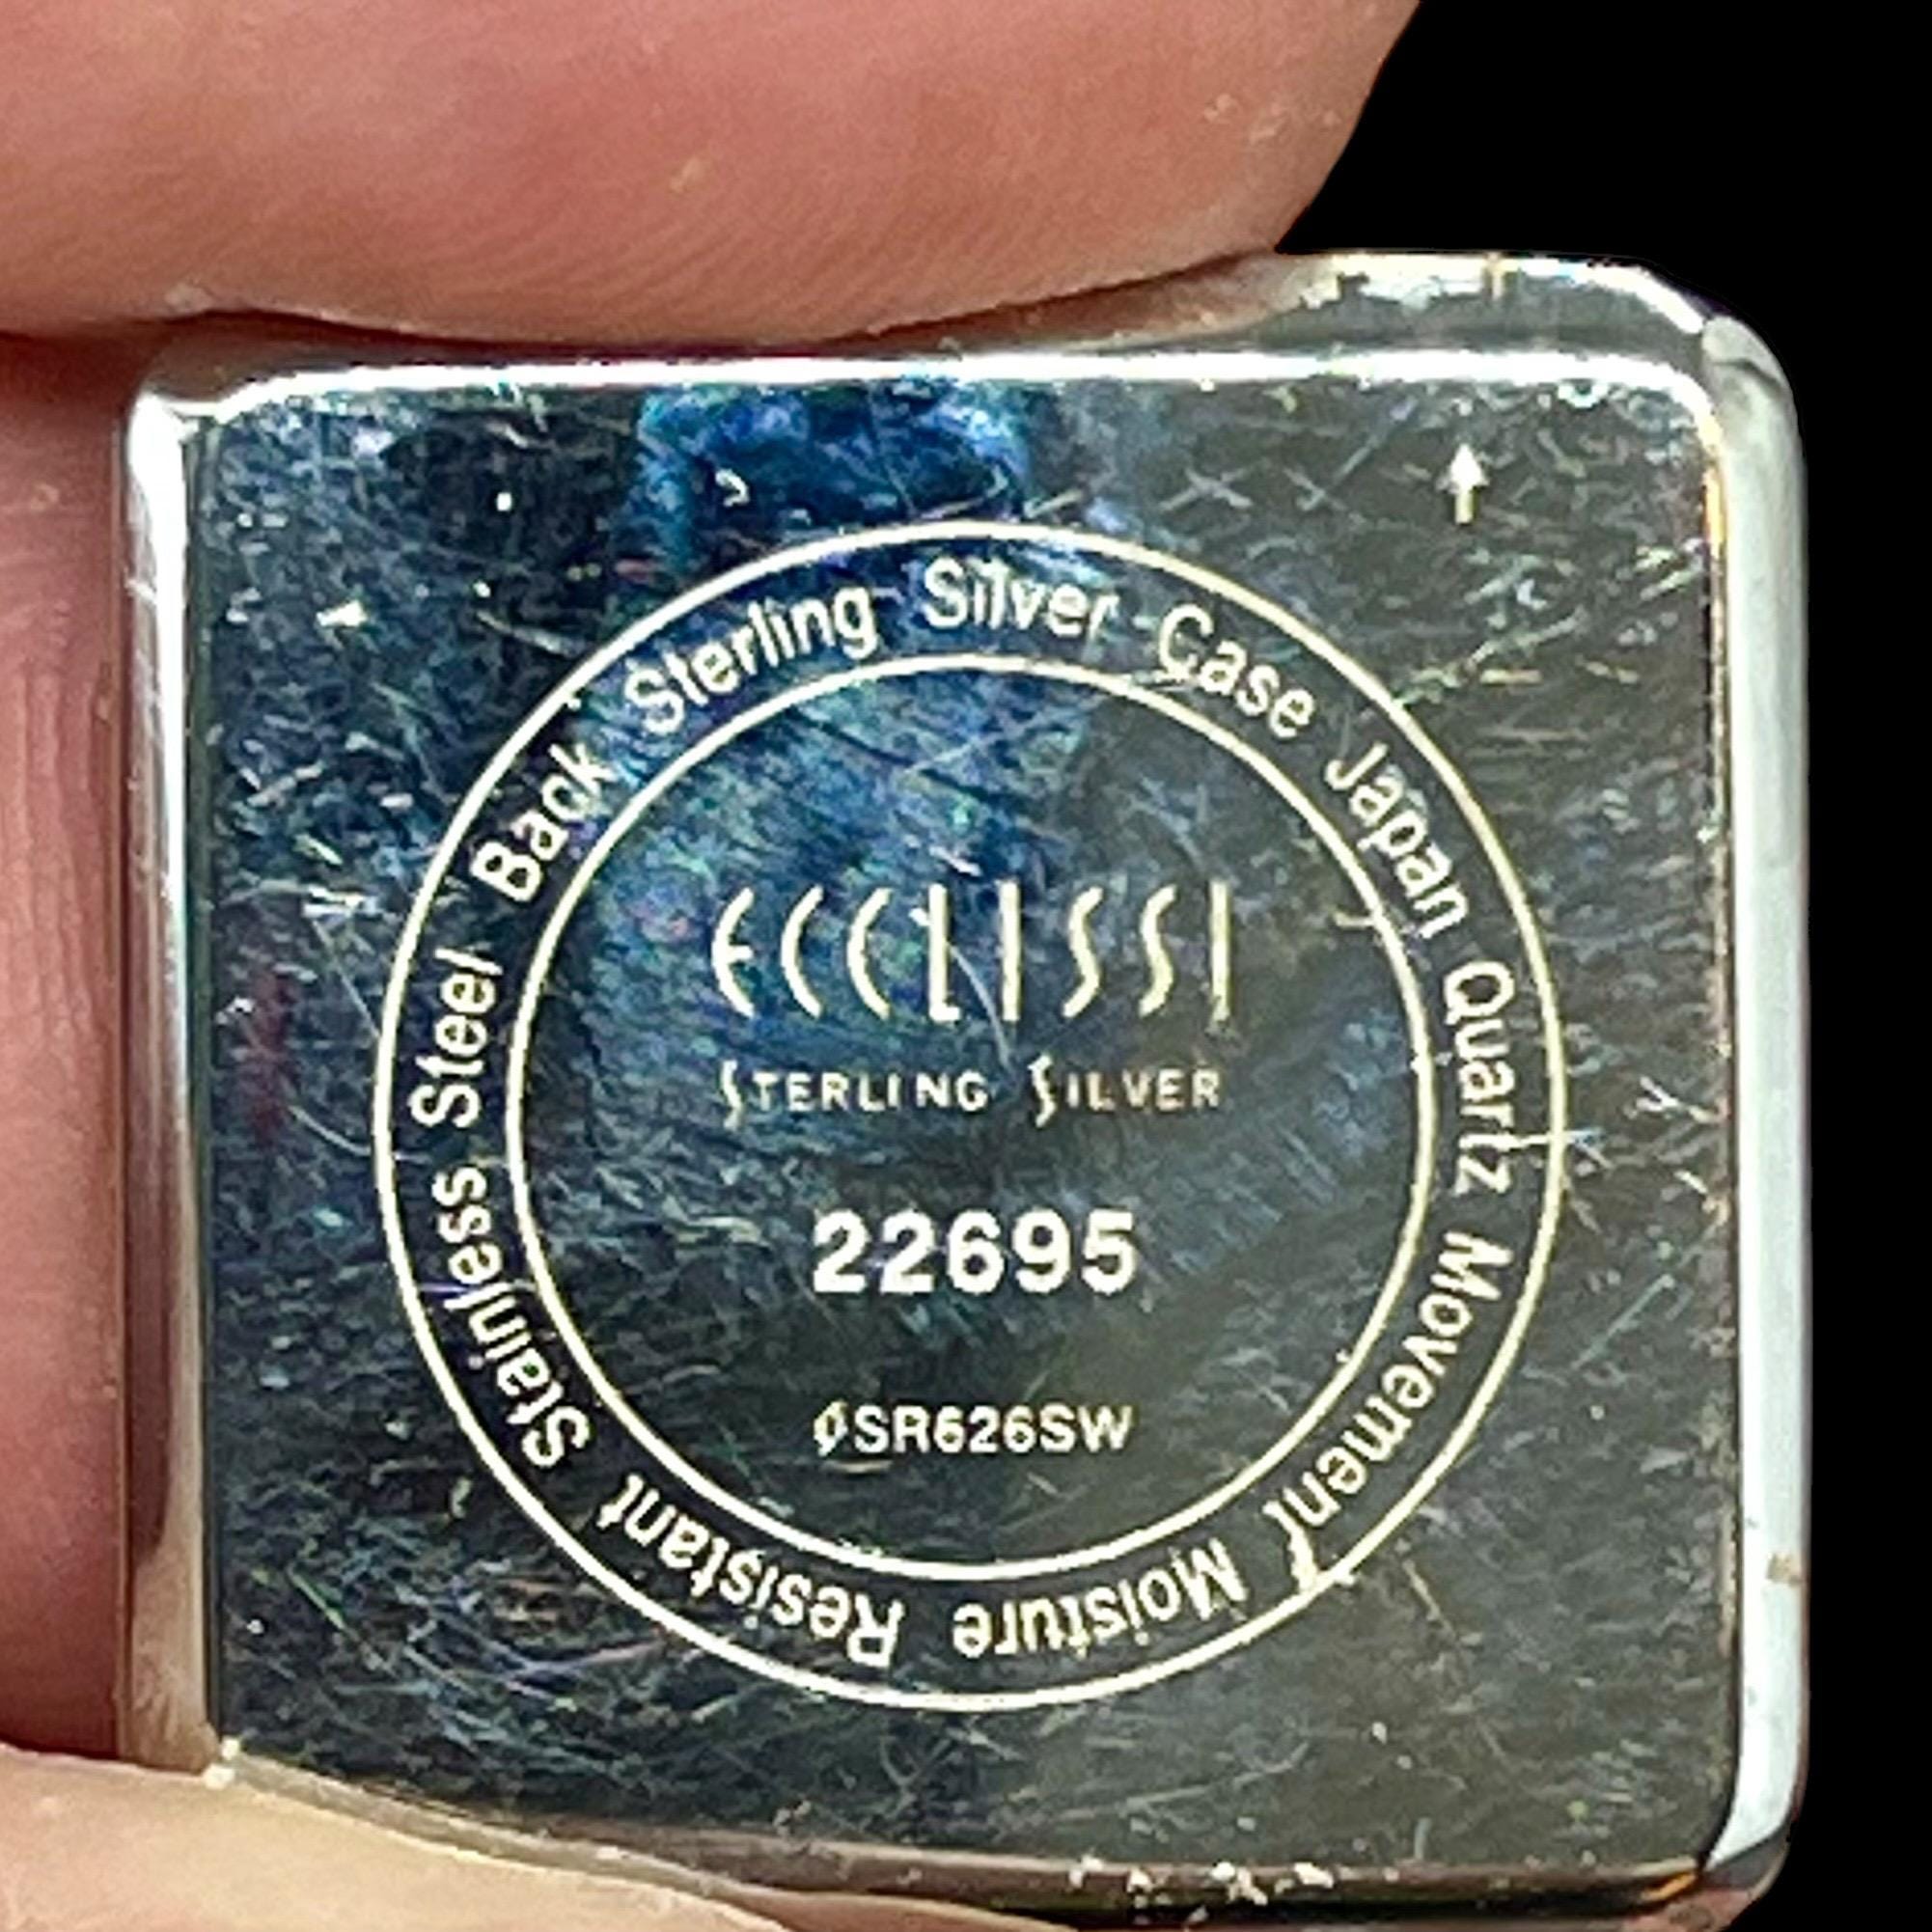 Stainless Steel Back Sterling Silver Case Japan Quartz Movement Moisture Resistant
ECCLISSI
STERLING SILVER
22695
SR626SW